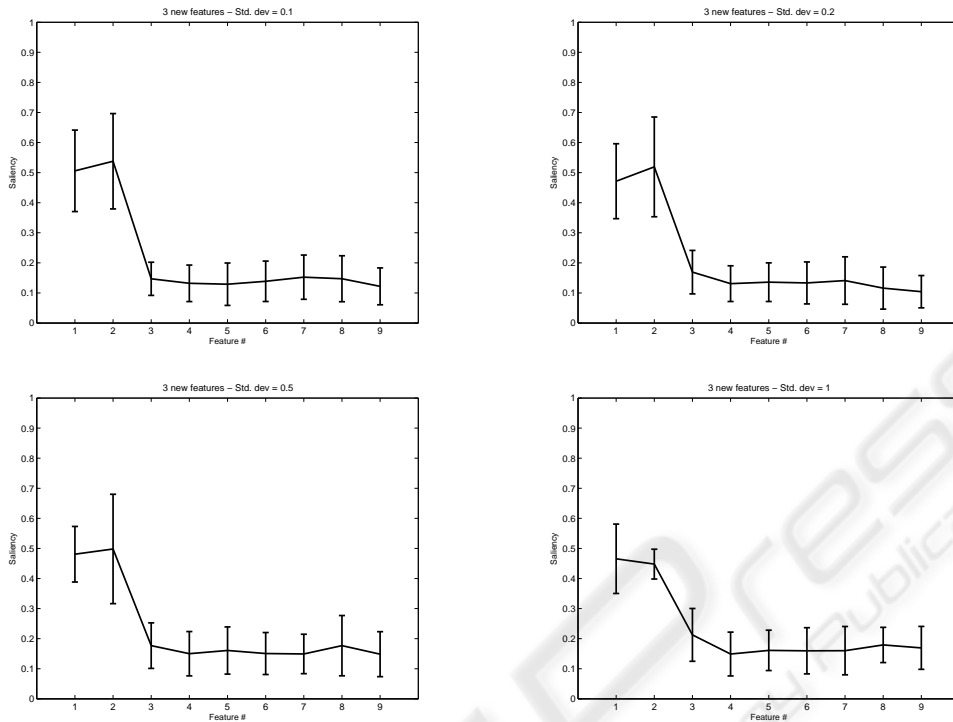 3 new features – Std. dev = 0.1
1
0.9
0.8
0.7
0.6
0.5
0.4
0.3
0.2
0.1
0
Saliency
1 2 3 4 5 6 7 8 9
Feature #
3 new features – Std. dev = 0.2
1
0.9
0.8
0.7
0.6
0.5
0.4
0.3
0.2
0.1
0
Saliency
1 2 3 4 5 6 7 8 9
Feature #
3 new features – Std. dev = 0.5
1
0.9
0.8
0.7
0.6
0.5
0.4
0.3
0.2
0.1
0
Saliency
1 2 3 4 5 6 7 8 9
Feature #
3 new features – Std. dev = 1
1
0.9
0.8
0.7
0.6
0.5
0.4
0.3
0.2
0.1
0
Saliency
1 2 3 4 5 6 7 8 9
Feature #